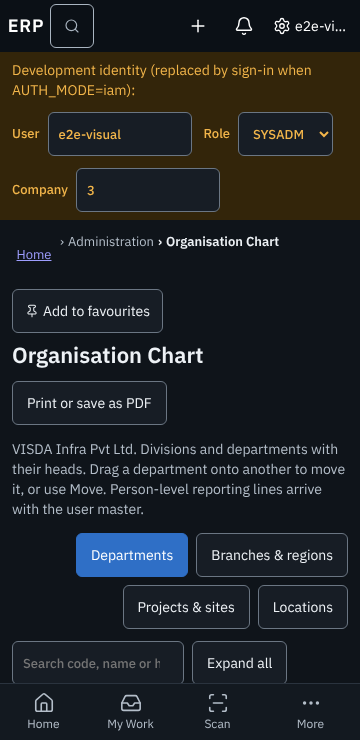 ERP
e2e-vi...
Development identity (replaced by sign-in when
AUTH_MODE=iam):
User e2e-visual Role SYSADM
Company 3
Home › Administration › Organisation Chart
Add to favourites
Organisation Chart
Print or save as PDF
VISDA Infra Pvt Ltd. Divisions and departments with
their heads. Drag a department onto another to move
it, or use Move. Person-level reporting lines arrive
with the user master.
Departments Branches & regions
Projects & sites Locations
Search code, name or h Expand all
Home My Work Scan More